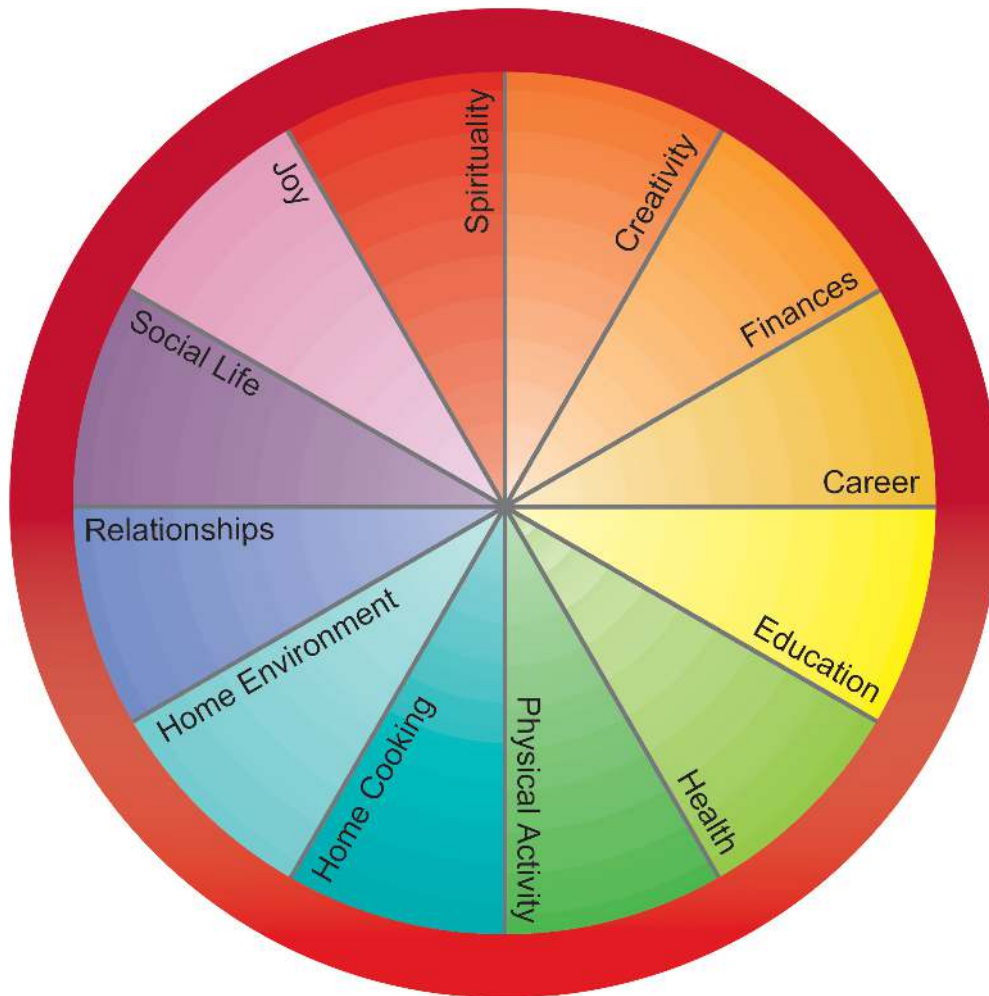 Spirituality
Creativity
Finances
Career
Education
Health
Physical Activity
Home Cooking
Home Environment
Relationships
Social Life
Joy